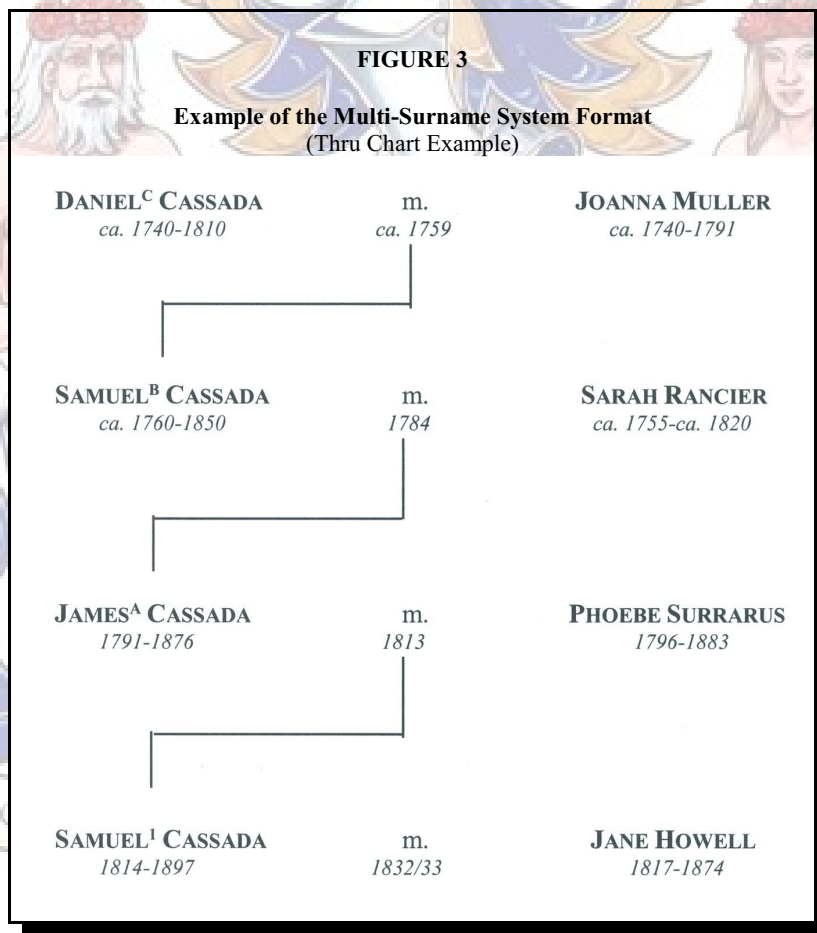 FIGURE 3
Example of the Multi-Surname System Format
(Thru Chart Example)
DANIELᶜ CASSADA m. JOANNA MULLER
ca. 1740-1810 ca. 1759 ca. 1740-1791
SAMUELᴮ CASSADA m. SARAH RANCIER
ca. 1760-1850 1784 ca. 1755-ca. 1820
JAMESᴬ CASSADA m. PHOEBE SURRARUS
1791-1876 1813 1796-1883
SAMUEL¹ CASSADA m. JANE HOWELL
1814-1897 1832/33 1817-1874